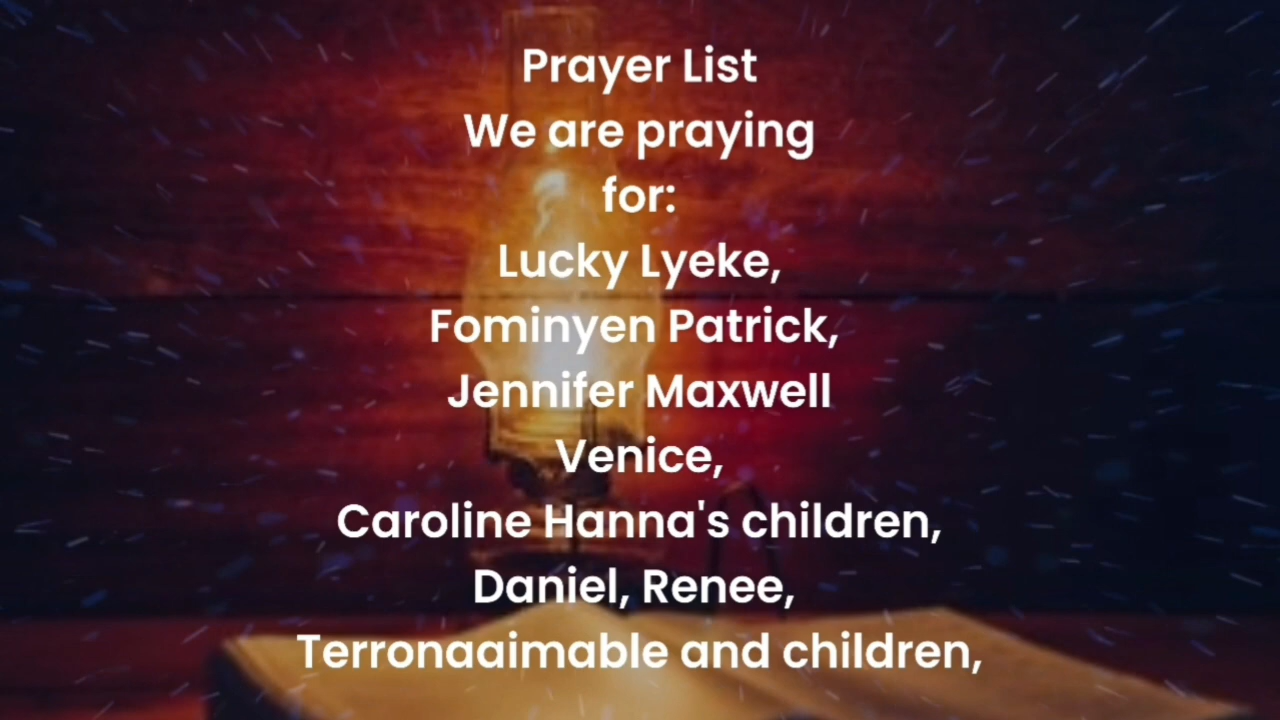 Prayer List
We are praying
for:
Lucky Lyeke,
Fominyen Patrick,
Jennifer Maxwell
Venice,
Caroline Hanna's children,
Daniel, Renee,
Terronaaimable and children,